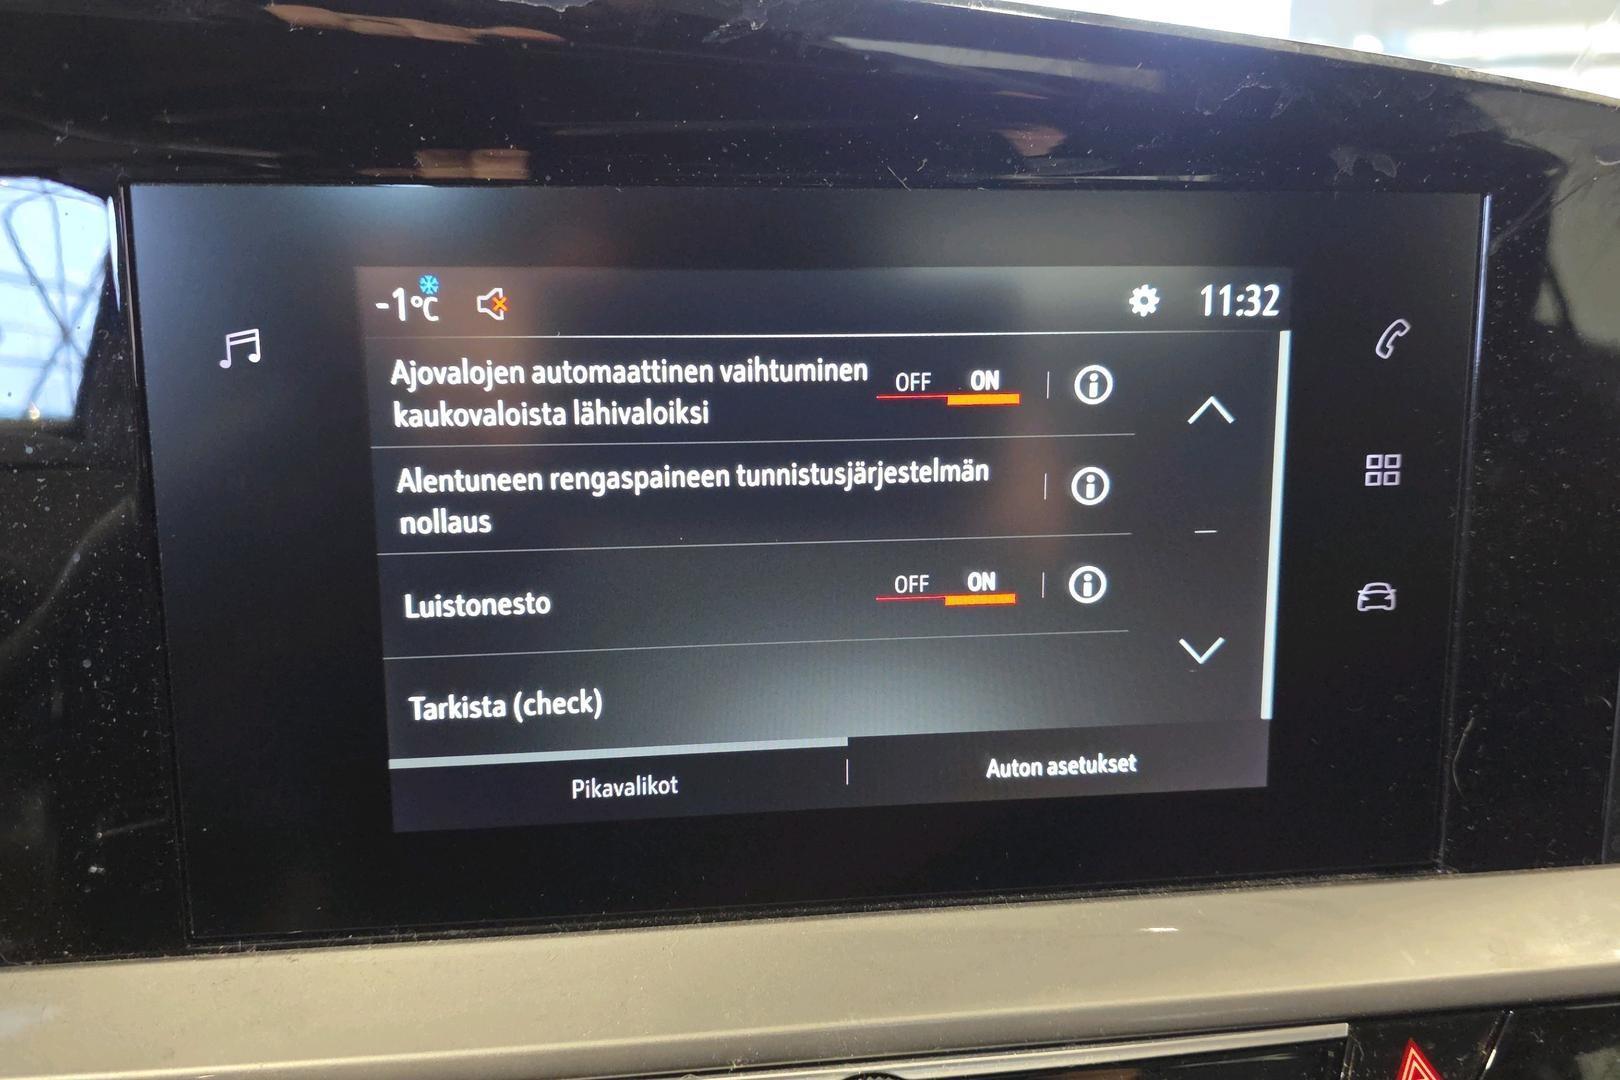 -1°C 11:32
Ajovalojen automaattinen vaihtuminen
kaukovaloista lähivaloiksi
OFF ON
Alentuneen rengaspaineen tunnistusjärjestelmän
nollaus
Luistonesto OFF ON
Tarkista (check)
Pikavalikot Auton asetukset